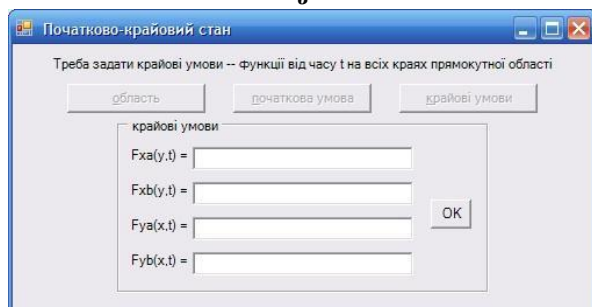 Початково-крайовий стан
Треба задати крайові умови -- функції від часу t на всіх краях прямокутної області
область початкова умова крайові умови
крайові умови
Fxa(y,t) =
Fxb(y,t) =
OK
Fya(x,t) =
Fyb(x,t) =